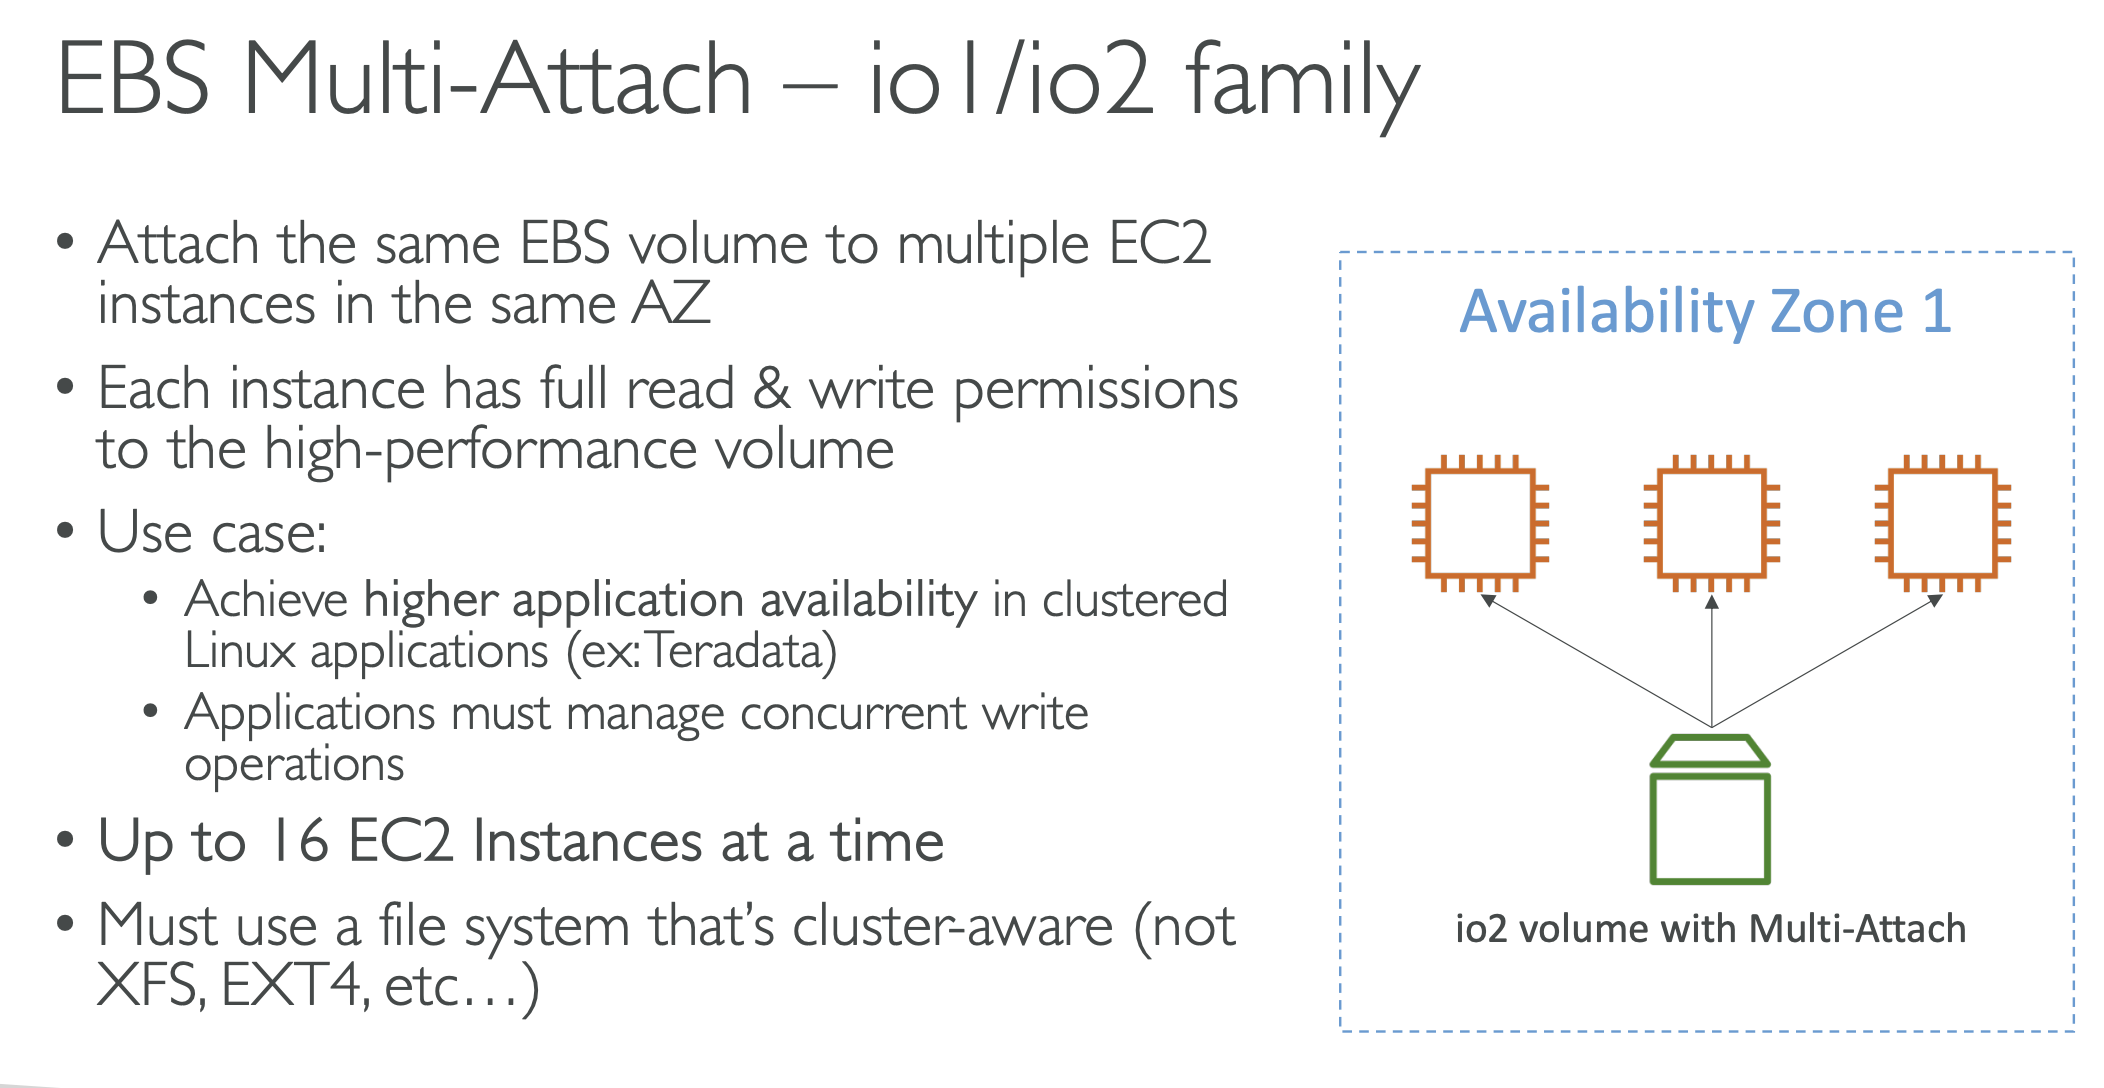 EBS Multi-Attach – io1/io2 family
• Attach the same EBS volume to multiple EC2
instances in the same AZ
• Each instance has full read & write permissions
to the high-performance volume
• Use case:
• Achieve higher application availability in clustered
Linux applications (ex: Teradata)
• Applications must manage concurrent write
operations
• Up to 16 EC2 Instances at a time
• Must use a file system that’s cluster-aware (not
XFS, EXT4, etc…)
Availability Zone 1
io2 volume with Multi-Attach